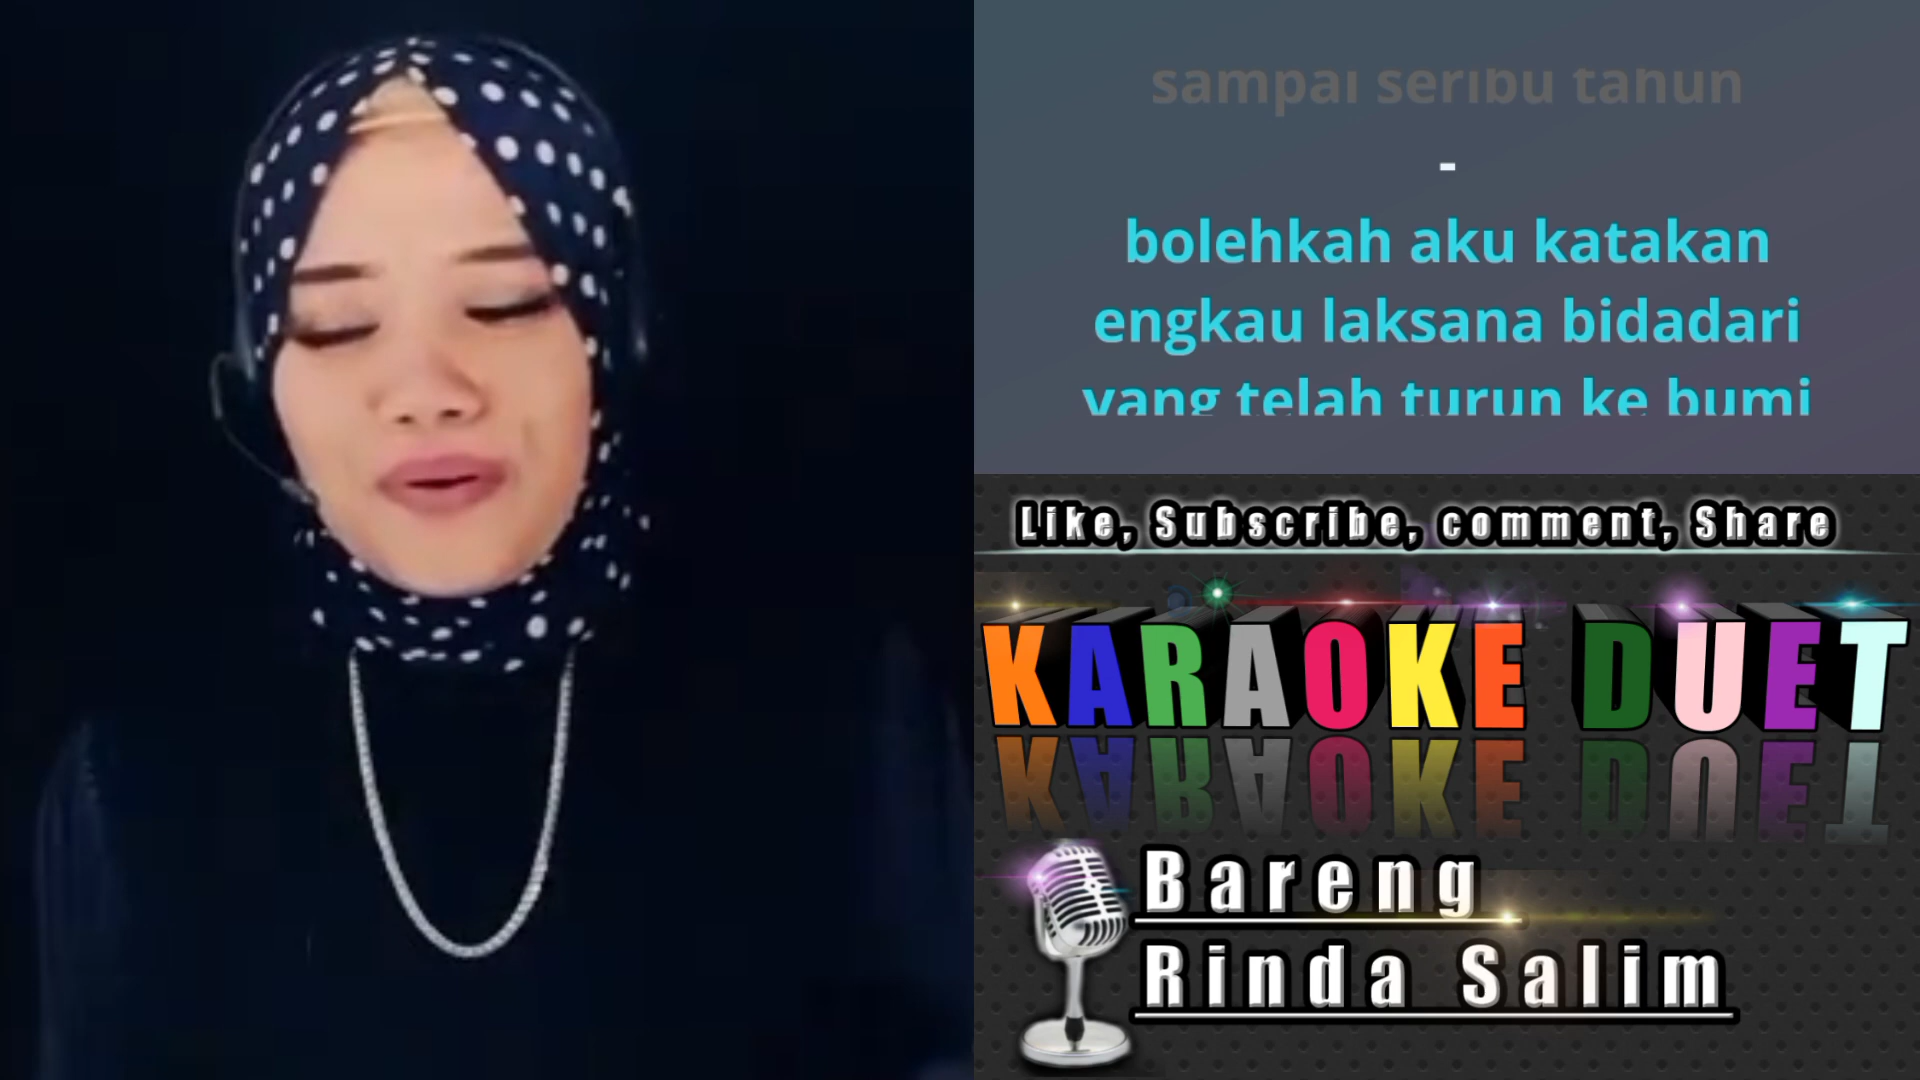 sampai seribu tahun
-
bolehkah aku katakan
engkau laksana bidadari
yang telah turun ke bumi
Like, Subscribe, comment, Share
KARAOKE DUET
Bareng
Rinda Salim